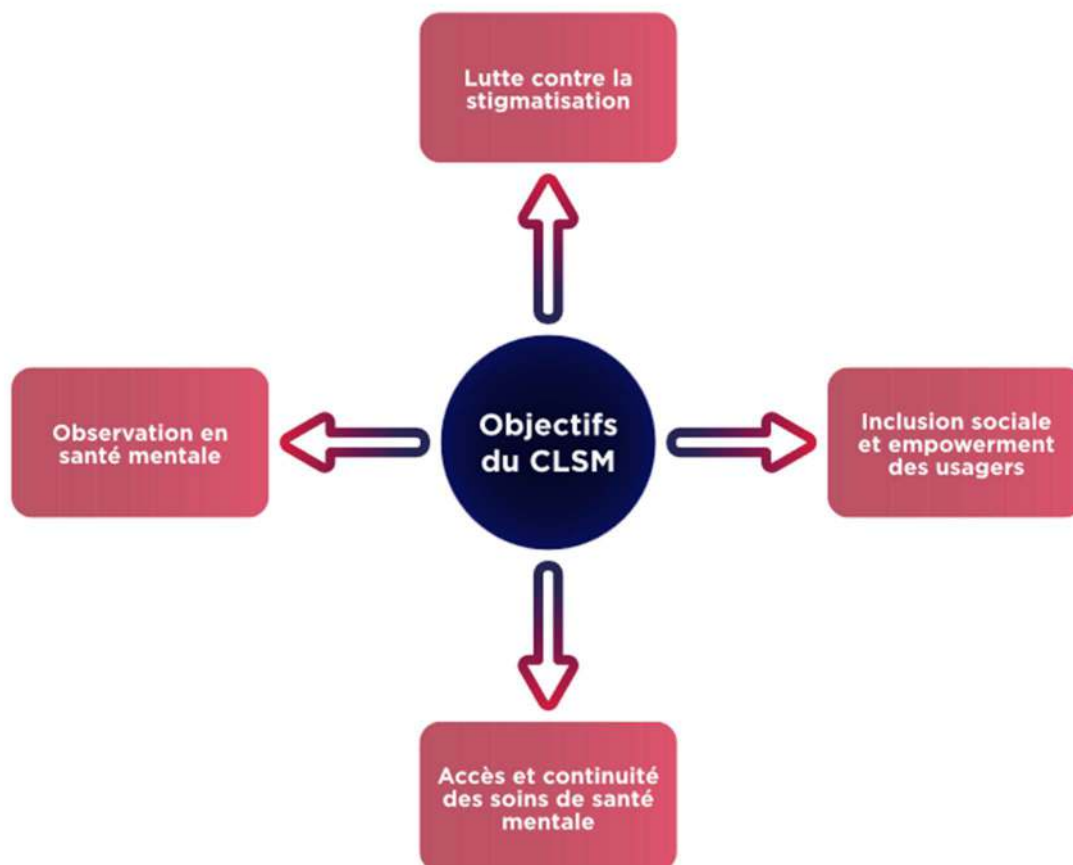 Lutte contre la
stigmatisation
Observation en
santé mentale
Objectifs
du CLSM
Inclusion sociale
et empowerment
des usagers
Accès et continuité
des soins de santé
mentale